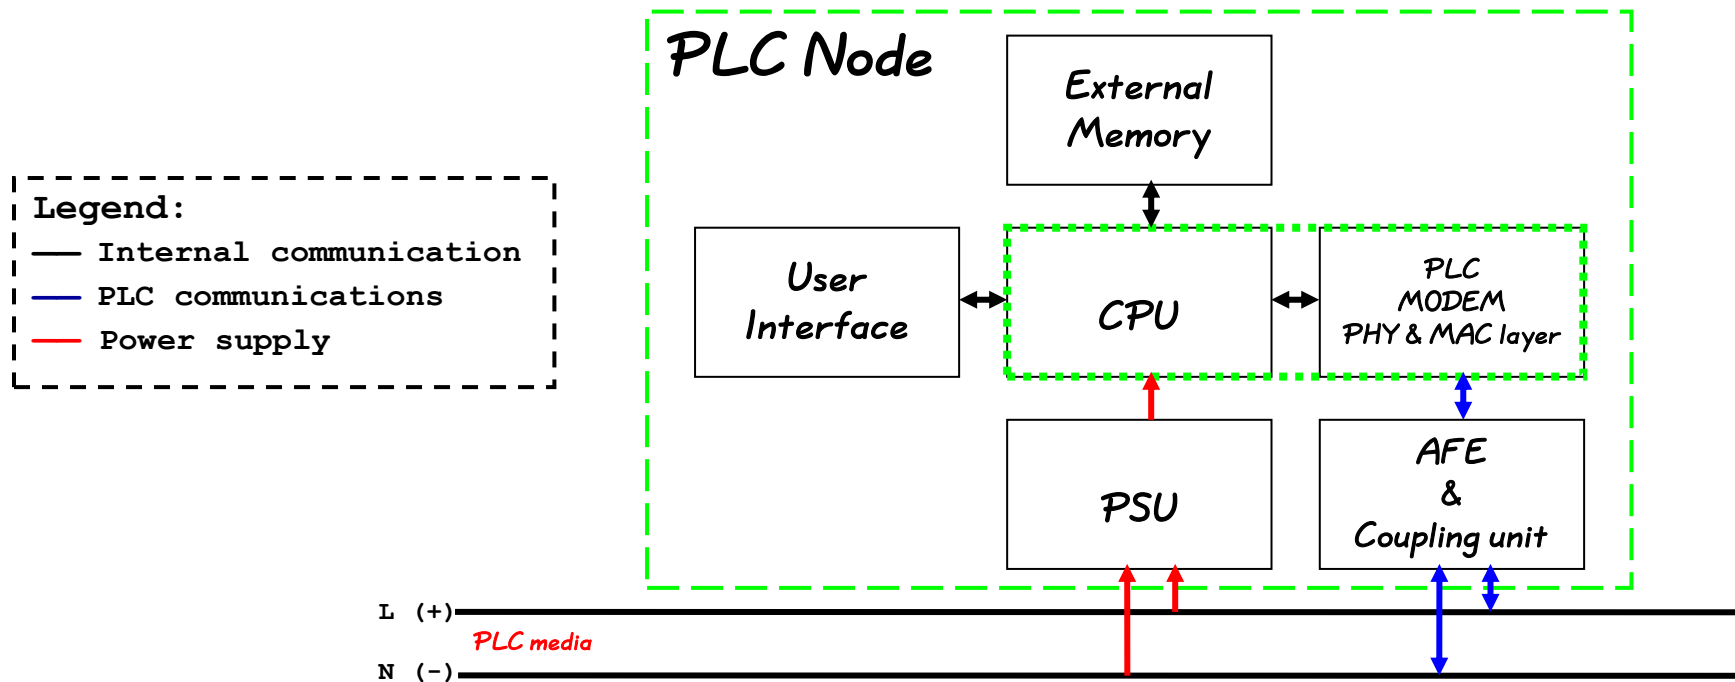 PLC Node
External
Memory
Legend:
Internal communication
PLC communications
Power supply
User
Interface
CPU
PLC
MODEM
PHY & MAC layer
PSU
AFE
&
Coupling unit
L (+)
PLC media
N (-)